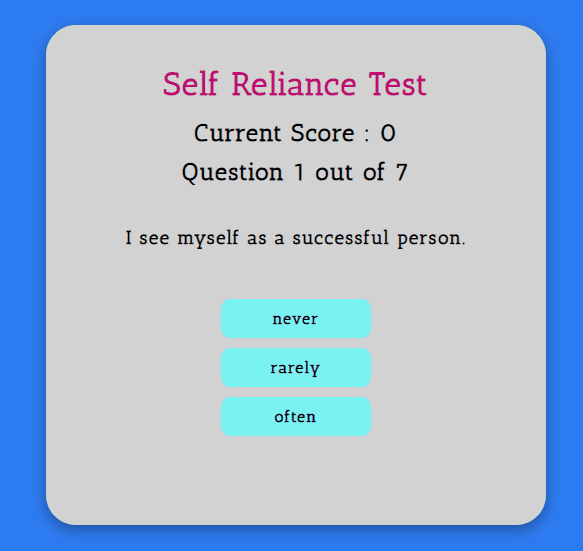 Self Reliance Test
Current Score : 0
Question 1 out of 7
I see myself as a successful person.
never
rarely
often